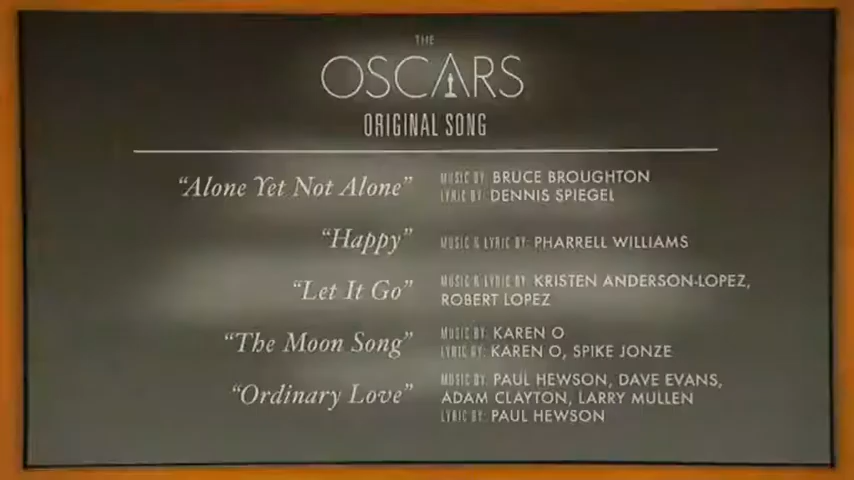 THE
OSCARS
ORIGINAL SONG
"Alone Yet Not Alone"
MUSIC BY: BRUCE BROUGHTON
LYRIC BY: DENNIS SPIEGEL
"Happy"
MUSIC & LYRIC BY: PHARRELL WILLIAMS
"Let It Go"
MUSIC & LYRIC BY: KRISTEN ANDERSON-LOPEZ,
ROBERT LOPEZ
"The Moon Song"
MUSIC BY: KAREN O
LYRIC BY: KAREN O, SPIKE JONZE
"Ordinary Love"
MUSIC BY: PAUL HEWSON, DAVE EVANS,
ADAM CLAYTON, LARRY MULLEN
LYRIC BY: PAUL HEWSON